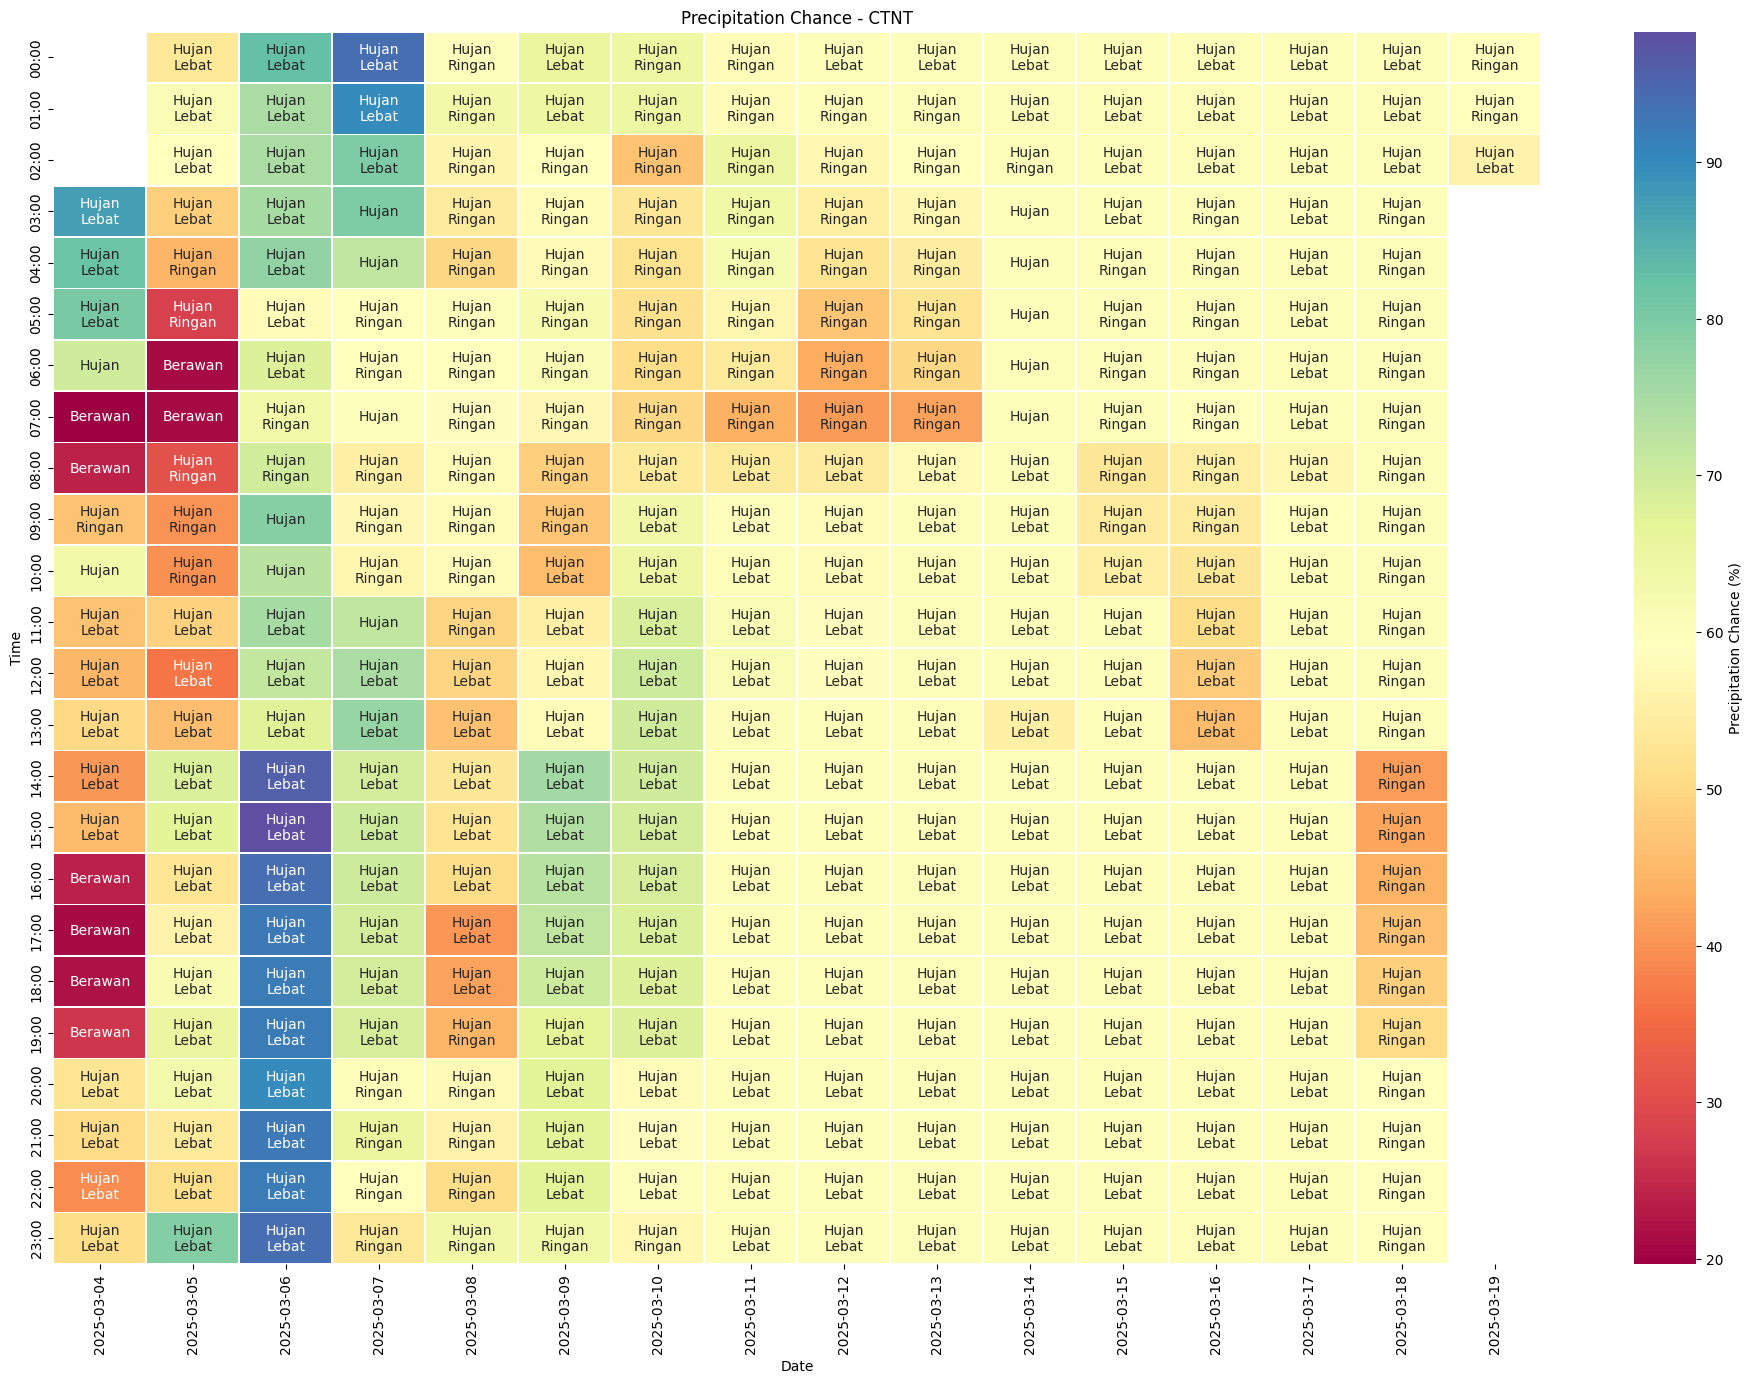 Precipitation Chance - CTNT
00:00 Hujan Lebat Hujan Lebat Hujan Lebat Hujan Ringan Hujan Lebat Hujan Ringan Hujan Ringan Hujan Lebat Hujan Ringan Hujan Lebat Hujan Lebat Hujan Lebat Hujan Lebat Hujan Lebat Hujan Ringan
01:00 Hujan Lebat Hujan Lebat Hujan Lebat Hujan Ringan Hujan Lebat Hujan Ringan Hujan Ringan Hujan Ringan Hujan Ringan Hujan Lebat Hujan Lebat Hujan Lebat Hujan Lebat Hujan Lebat Hujan Ringan
02:00 Hujan Lebat Hujan Lebat Hujan Lebat Hujan Ringan Hujan Ringan Hujan Ringan Hujan Ringan Hujan Ringan Hujan Ringan Hujan Ringan Hujan Lebat Hujan Lebat Hujan Lebat Hujan Lebat Hujan Lebat
03:00 Hujan Lebat Hujan Lebat Hujan Lebat Hujan Hujan Ringan Hujan Ringan Hujan Ringan Hujan Ringan Hujan Ringan Hujan Ringan Hujan Hujan Lebat Hujan Ringan Hujan Lebat Hujan Ringan
04:00 Hujan Lebat Hujan Ringan Hujan Lebat Hujan Hujan Ringan Hujan Ringan Hujan Ringan Hujan Ringan Hujan Ringan Hujan Ringan Hujan Hujan Ringan Hujan Ringan Hujan Lebat Hujan Ringan
05:00 Hujan Lebat Hujan Ringan Hujan Lebat Hujan Ringan Hujan Ringan Hujan Ringan Hujan Ringan Hujan Ringan Hujan Ringan Hujan Ringan Hujan Hujan Ringan Hujan Ringan Hujan Lebat Hujan Ringan
06:00 Hujan Berawan Hujan Lebat Hujan Ringan Hujan Ringan Hujan Ringan Hujan Ringan Hujan Ringan Hujan Ringan Hujan Ringan Hujan Hujan Ringan Hujan Ringan Hujan Lebat Hujan Ringan
07:00 Berawan Berawan Hujan Ringan Hujan Hujan Ringan Hujan Ringan Hujan Ringan Hujan Ringan Hujan Ringan Hujan Ringan Hujan Hujan Ringan Hujan Ringan Hujan Lebat Hujan Ringan
08:00 Berawan Hujan Ringan Hujan Ringan Hujan Ringan Hujan Ringan Hujan Ringan Hujan Lebat Hujan Lebat Hujan Lebat Hujan Lebat Hujan Lebat Hujan Ringan Hujan Ringan Hujan Lebat Hujan Ringan
09:00 Hujan Ringan Hujan Ringan Hujan Hujan Ringan Hujan Ringan Hujan Ringan Hujan Lebat Hujan Lebat Hujan Lebat Hujan Lebat Hujan Lebat Hujan Ringan Hujan Ringan Hujan Lebat Hujan Ringan
10:00 Hujan Hujan Ringan Hujan Hujan Ringan Hujan Ringan Hujan Lebat Hujan Lebat Hujan Lebat Hujan Lebat Hujan Lebat Hujan Lebat Hujan Lebat Hujan Lebat Hujan Lebat Hujan Ringan
11:00 Hujan Lebat Hujan Lebat Hujan Lebat Hujan Hujan Ringan Hujan Lebat Hujan Lebat Hujan Lebat Hujan Lebat Hujan Lebat Hujan Lebat Hujan Lebat Hujan Lebat Hujan Lebat Hujan Ringan
12:00 Hujan Lebat Hujan Lebat Hujan Lebat Hujan Lebat Hujan Lebat Hujan Lebat Hujan Lebat Hujan Lebat Hujan Lebat Hujan Lebat Hujan Lebat Hujan Lebat Hujan Lebat Hujan Lebat Hujan Ringan
13:00 Hujan Lebat Hujan Lebat Hujan Lebat Hujan Lebat Hujan Lebat Hujan Lebat Hujan Lebat Hujan Lebat Hujan Lebat Hujan Lebat Hujan Lebat Hujan Lebat Hujan Lebat Hujan Lebat Hujan Ringan
14:00 Hujan Lebat Hujan Lebat Hujan Lebat Hujan Lebat Hujan Lebat Hujan Lebat Hujan Lebat Hujan Lebat Hujan Lebat Hujan Lebat Hujan Lebat Hujan Lebat Hujan Lebat Hujan Lebat Hujan Ringan
15:00 Hujan Lebat Hujan Lebat Hujan Lebat Hujan Lebat Hujan Lebat Hujan Lebat Hujan Lebat Hujan Lebat Hujan Lebat Hujan Lebat Hujan Lebat Hujan Lebat Hujan Lebat Hujan Lebat Hujan Ringan
16:00 Berawan Hujan Lebat Hujan Lebat Hujan Lebat Hujan Lebat Hujan Lebat Hujan Lebat Hujan Lebat Hujan Lebat Hujan Lebat Hujan Lebat Hujan Lebat Hujan Lebat Hujan Lebat Hujan Ringan
17:00 Berawan Hujan Lebat Hujan Lebat Hujan Lebat Hujan Lebat Hujan Lebat Hujan Lebat Hujan Lebat Hujan Lebat Hujan Lebat Hujan Lebat Hujan Lebat Hujan Lebat Hujan Lebat Hujan Ringan
18:00 Berawan Hujan Lebat Hujan Lebat Hujan Lebat Hujan Lebat Hujan Lebat Hujan Lebat Hujan Lebat Hujan Lebat Hujan Lebat Hujan Lebat Hujan Lebat Hujan Lebat Hujan Lebat Hujan Ringan
19:00 Berawan Hujan Lebat Hujan Lebat Hujan Lebat Hujan Ringan Hujan Lebat Hujan Lebat Hujan Lebat Hujan Lebat Hujan Lebat Hujan Lebat Hujan Lebat Hujan Lebat Hujan Lebat Hujan Ringan
20:00 Hujan Lebat Hujan Lebat Hujan Lebat Hujan Ringan Hujan Ringan Hujan Lebat Hujan Lebat Hujan Lebat Hujan Lebat Hujan Lebat Hujan Lebat Hujan Lebat Hujan Lebat Hujan Lebat Hujan Ringan
21:00 Hujan Lebat Hujan Lebat Hujan Lebat Hujan Ringan Hujan Ringan Hujan Lebat Hujan Lebat Hujan Lebat Hujan Lebat Hujan Lebat Hujan Lebat Hujan Lebat Hujan Lebat Hujan Lebat Hujan Ringan
22:00 Hujan Lebat Hujan Lebat Hujan Lebat Hujan Ringan Hujan Ringan Hujan Lebat Hujan Lebat Hujan Lebat Hujan Lebat Hujan Lebat Hujan Lebat Hujan Lebat Hujan Lebat Hujan Lebat Hujan Ringan
23:00 Hujan Lebat Hujan Lebat Hujan Lebat Hujan Ringan Hujan Ringan Hujan Ringan Hujan Ringan Hujan Lebat Hujan Lebat Hujan Lebat Hujan Lebat Hujan Lebat Hujan Lebat Hujan Lebat Hujan Ringan
Time
2025-03-04
2025-03-05
2025-03-06
2025-03-07
2025-03-08
2025-03-09
2025-03-10
2025-03-11
2025-03-12
2025-03-13
2025-03-14
2025-03-15
2025-03-16
2025-03-17
2025-03-18
2025-03-19
Date
90
80
70
60
50
40
30
20
Precipitation Chance (%)